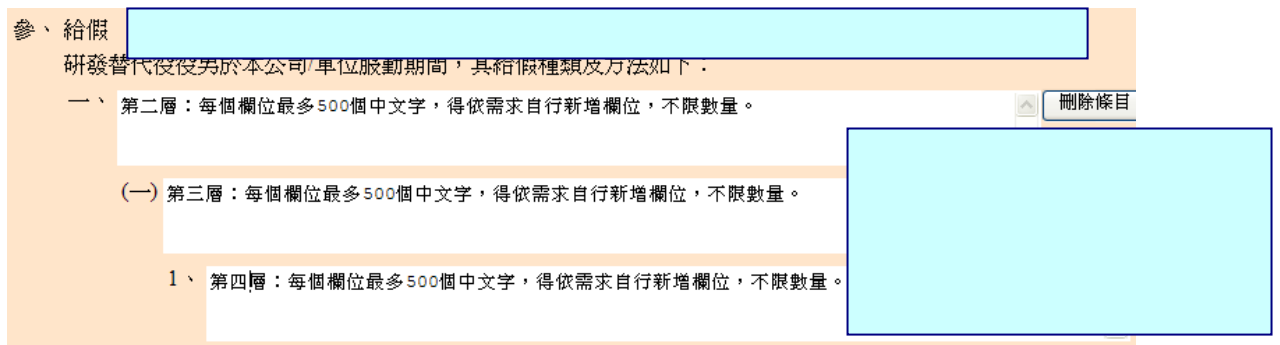 參、給假
研發替代役役男於本公司/單位服勤期間，其給假種類及方法如下：
一、 第二層：每個欄位最多500個中文字，得依需求自行新增欄位，不限數量。 刪除條目
(一) 第三層：每個欄位最多500個中文字，得依需求自行新增欄位，不限數量。
1、 第四層：每個欄位最多500個中文字，得依需求自行新增欄位，不限數量。